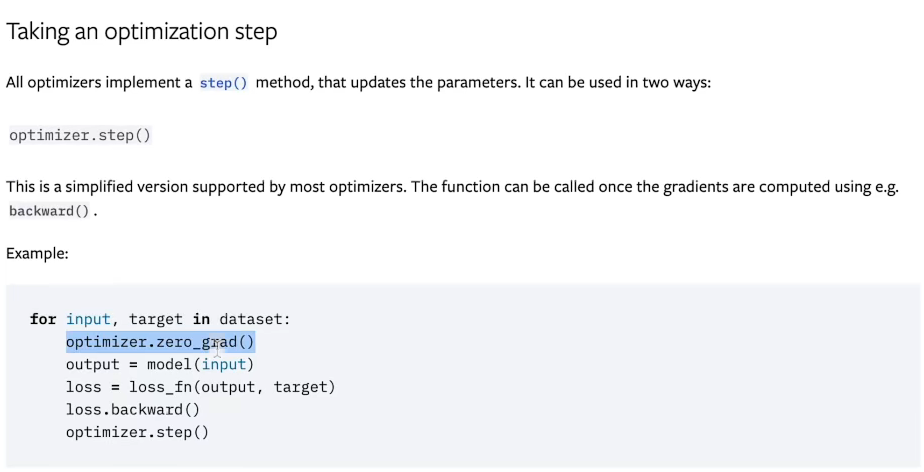 Taking an optimization step
All optimizers implement a step() method, that updates the parameters. It can be used in two ways:
optimizer.step()
This is a simplified version supported by most optimizers. The function can be called once the gradients are computed using e.g.
backward().
Example:
for input, target in dataset:
    optimizer.zero_grad()
    output = model(input)
    loss = loss_fn(output, target)
    loss.backward()
    optimizer.step()